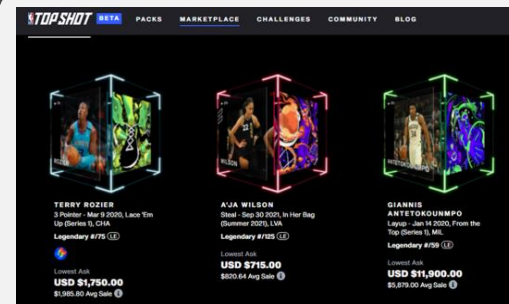 TOP SHOT BETA PACKS MARKETPLACE CHALLENGES COMMUNITY BLOG
WILSON
22
ANTETOKOUNMPO
34
TERRY ROZIER
3 Pointer - Mar 9 2020, Lace 'Em
Up (Series 1), CHA
Legendary #/75 LE
Lowest Ask
USD $1,750.00
$1,985.80 Avg Sale i
A'JA WILSON
Steal - Sep 30 2021, In Her Bag
(Summer 2021), LVA
Legendary #/125 LE
Lowest Ask
USD $715.00
$820.64 Avg Sale i
GIANNIS
ANTETOKOUNMPO
Layup - Jan 14 2020, From the
Top (Series 1), MIL
Legendary #/59 LE
Lowest Ask
USD $11,900.00
$5,879.00 Avg Sale i